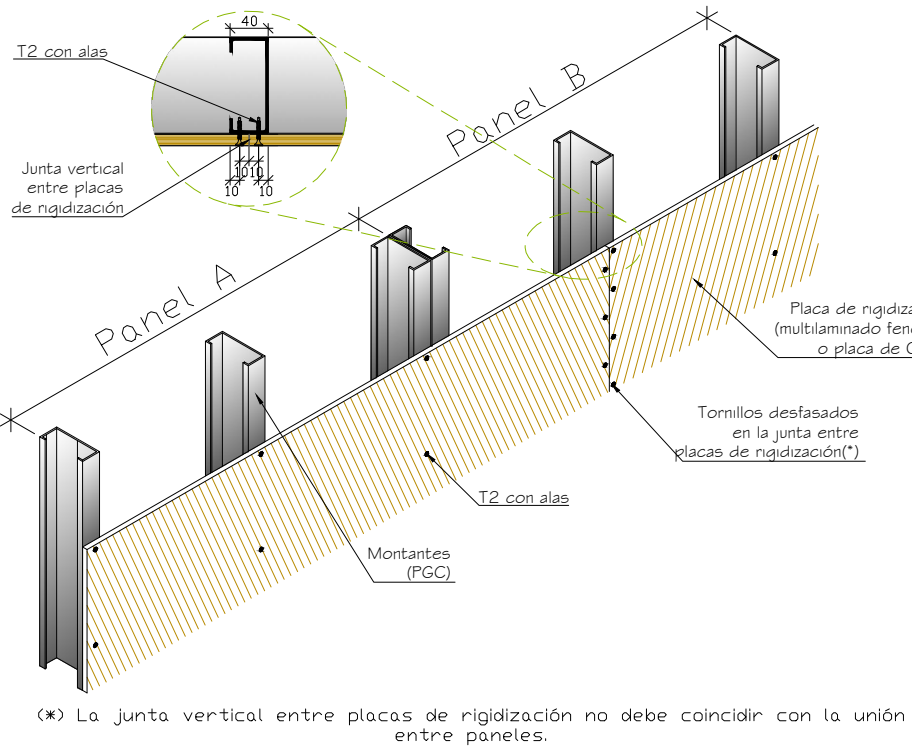 40
T2 con alas
Junta vertical
entre placas
de rigidización
10 10
10 10
Panel B
Panel A
Placa de rigidiza
(multilaminado fen
o placa de
Tornillos desfasados
en la junta entre
placas de rigidización(*)
T2 con alas
Montantes
(PGC)
(*) La junta vertical entre placas de rigidización no debe coincidir con la unión
entre paneles.